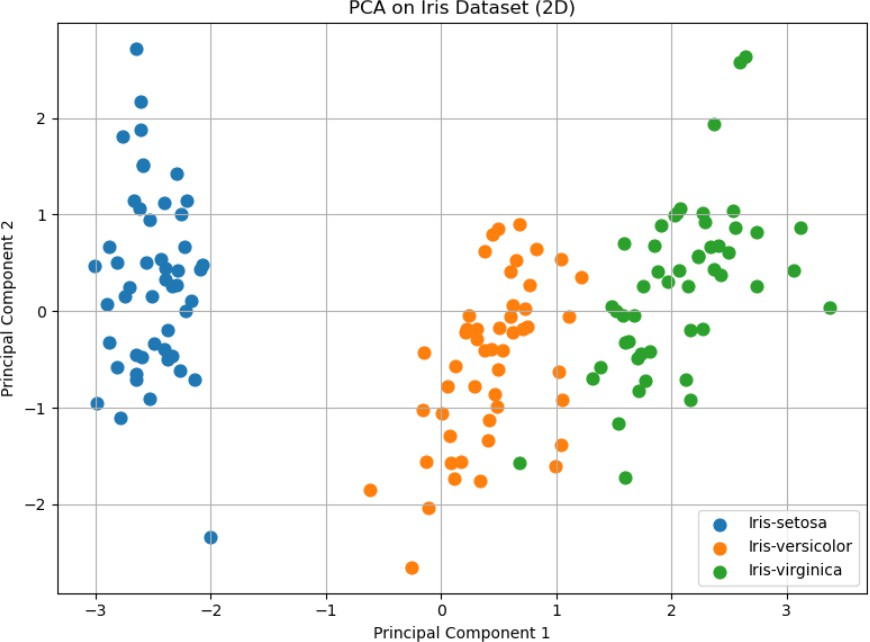 PCA on Iris Dataset (2D)
Principal Component 2
2
1
0
−1
−2
Iris-setosa
Iris-versicolor
Iris-virginica
−3 −2 −1 0 1 2 3
Principal Component 1